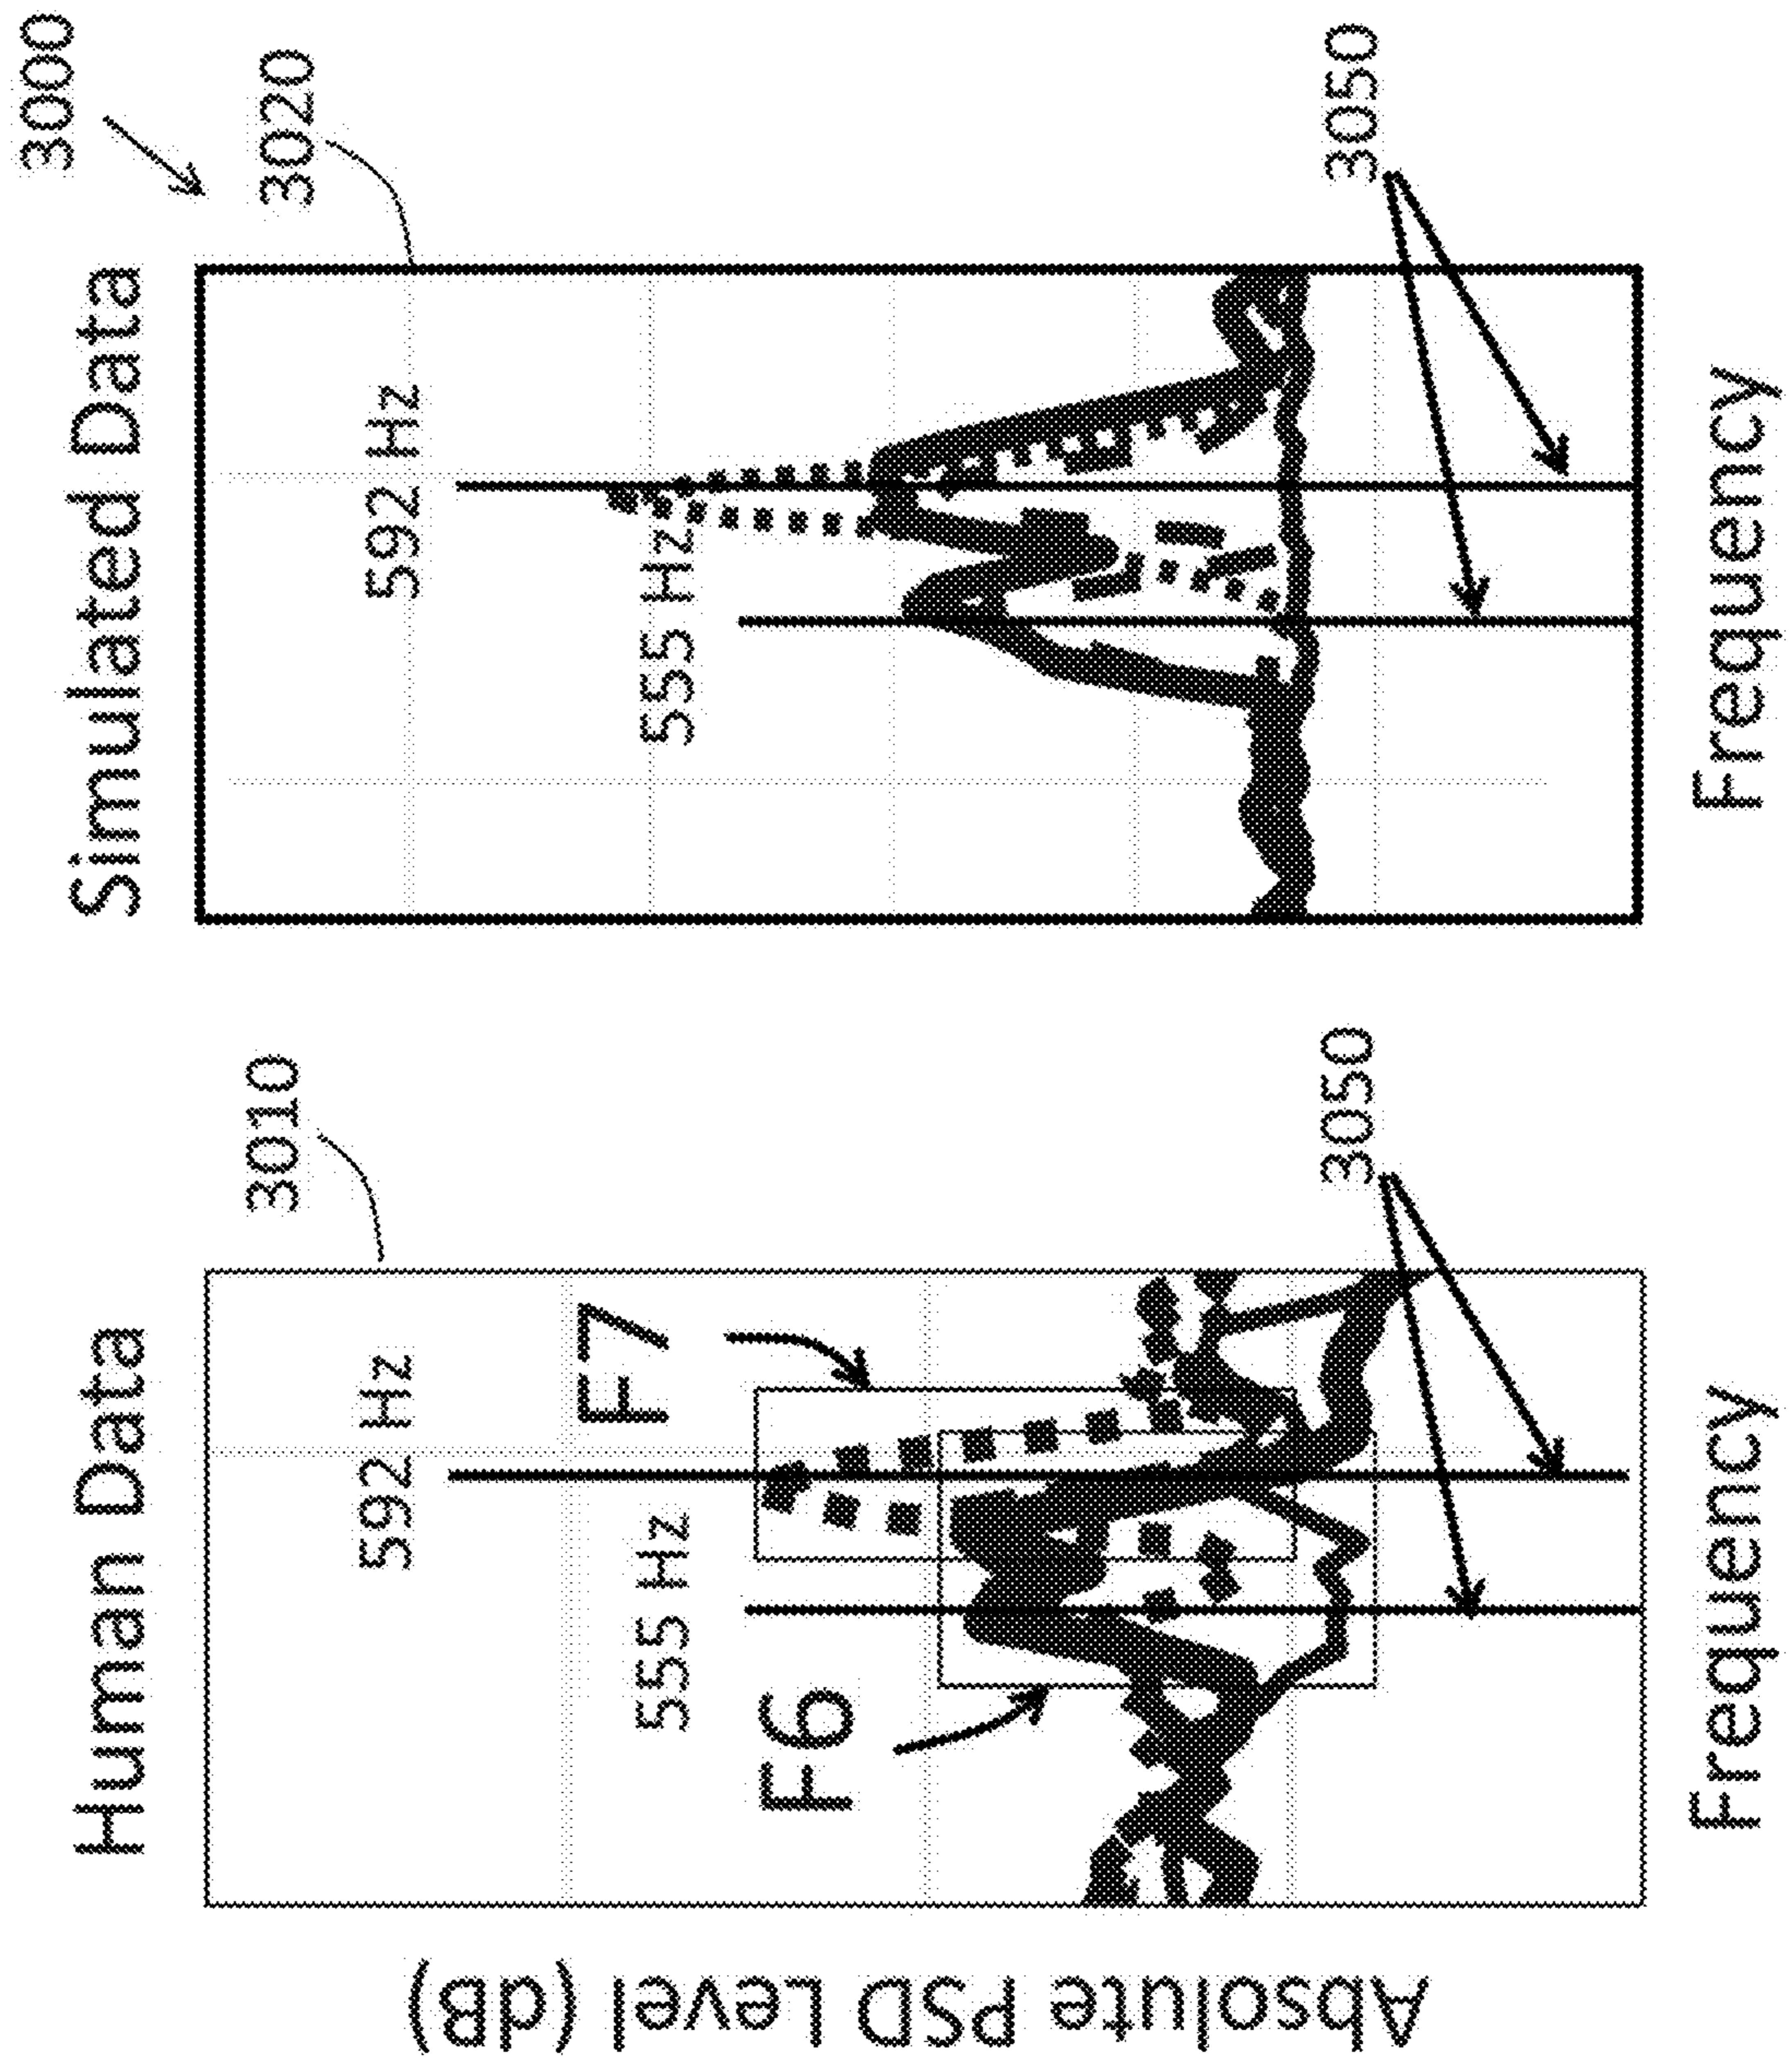 3000
Human Data
Simulated Data
3010
3020
592 Hz
555 Hz
F7
F6
592 Hz
555 Hz
3050
3050
Absolute PSD Level (dB)
Frequency
Frequency